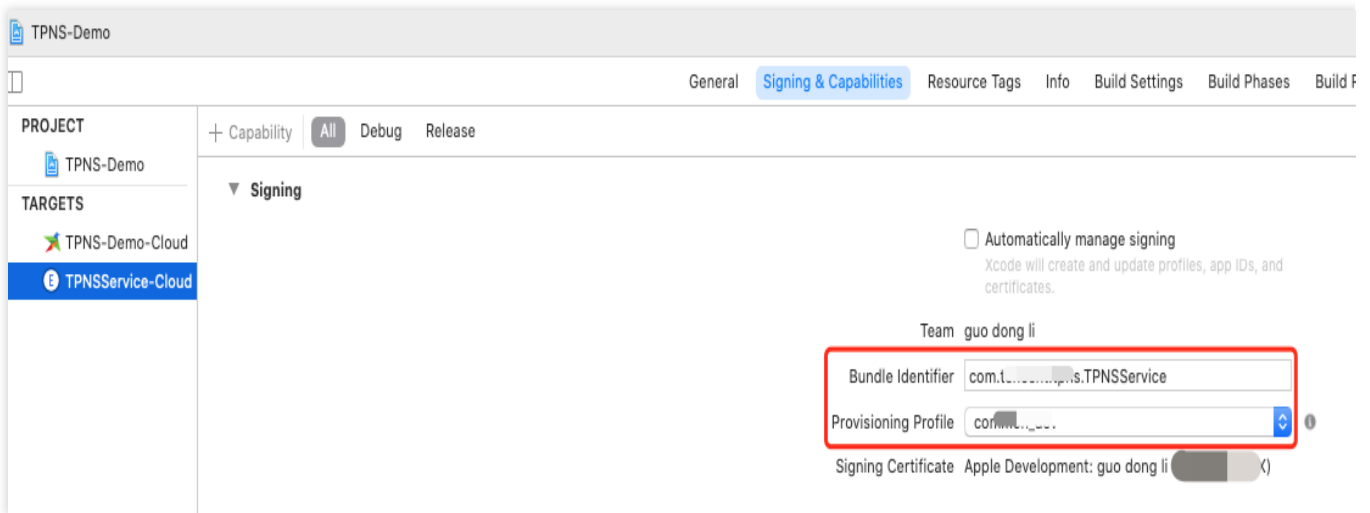 TPNS-Demo
General Signing & Capabilities Resource Tags Info Build Settings Build Phases Build
PROJECT
+ Capability All Debug Release
TPNS-Demo
Signing
TARGETS
TPNS-Demo-Cloud
Automatically manage signing
Xcode will create and update profiles, app IDs, and
certificates.
TPNSService-Cloud
Team guo dong li
Bundle Identifier .TPNSService
Provisioning Profile
Signing Certificate Apple Development: guo dong li